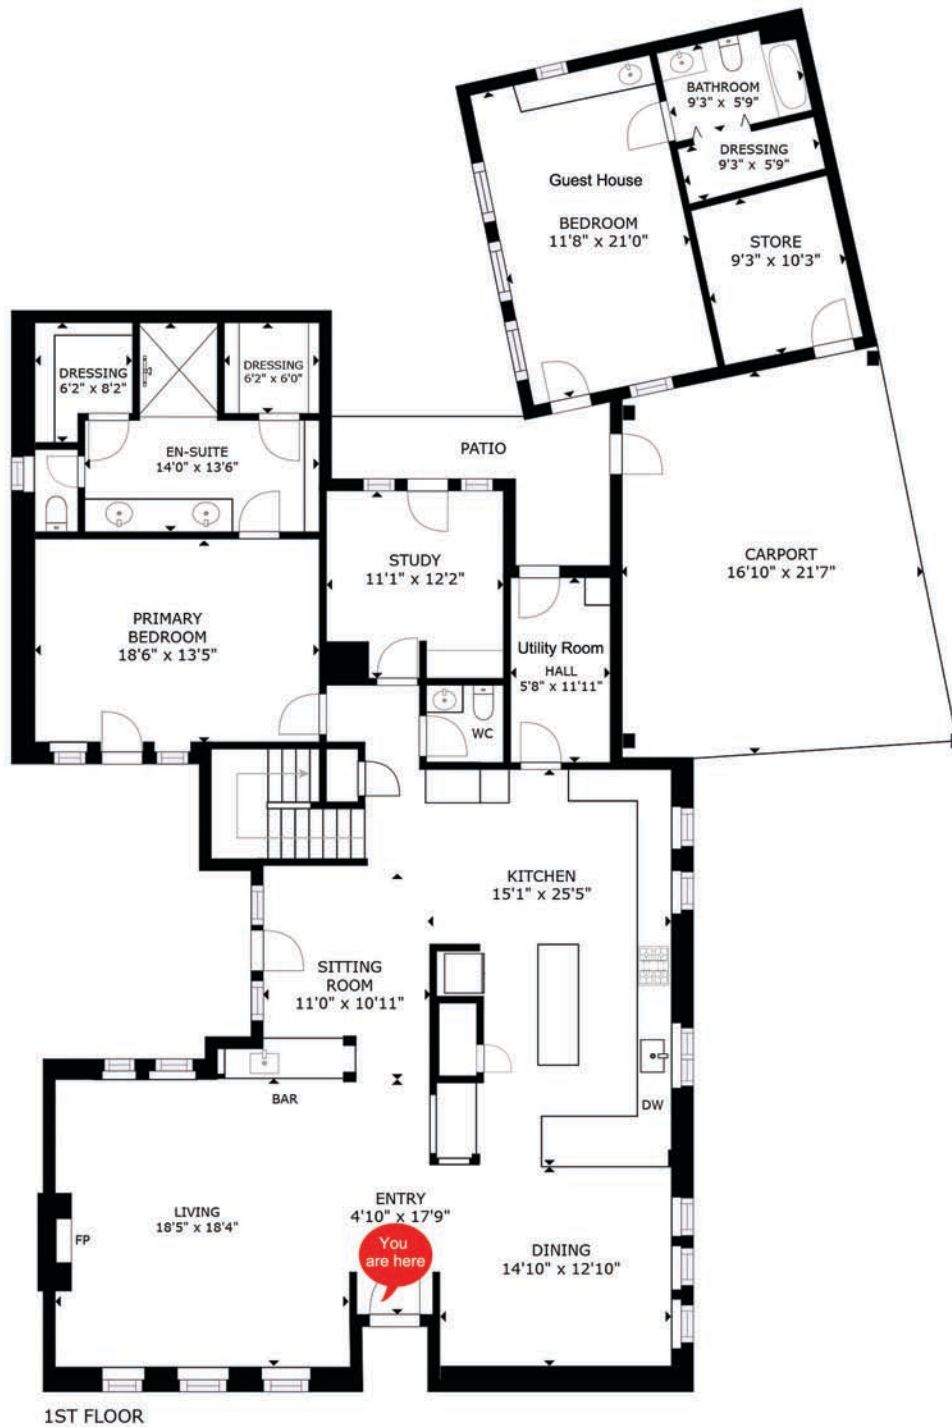 BATHROOM
9'3" x 5'9"
DRESSING
9'3" x 5'9"
Guest House
BEDROOM
11'8" x 21'0"
STORE
9'3" x 10'3"
DRESSING
6'2" x 8'2"
DRESSING
6'2" x 6'0"
EN-SUITE
14'0" x 13'6"
PATIO
STUDY
11'1" x 12'2"
CARPORT
16'10" x 21'7"
PRIMARY
BEDROOM
18'6" x 13'5"
Utility Room
HALL
5'8" x 11'11"
WC
KITCHEN
15'1" x 25'5"
SITTING
ROOM
11'0" x 10'11"
BAR
DW
LIVING
18'5" x 18'4"
FP
ENTRY
4'10" x 17'9"
You
are here
DINING
14'10" x 12'10"
1ST FLOOR